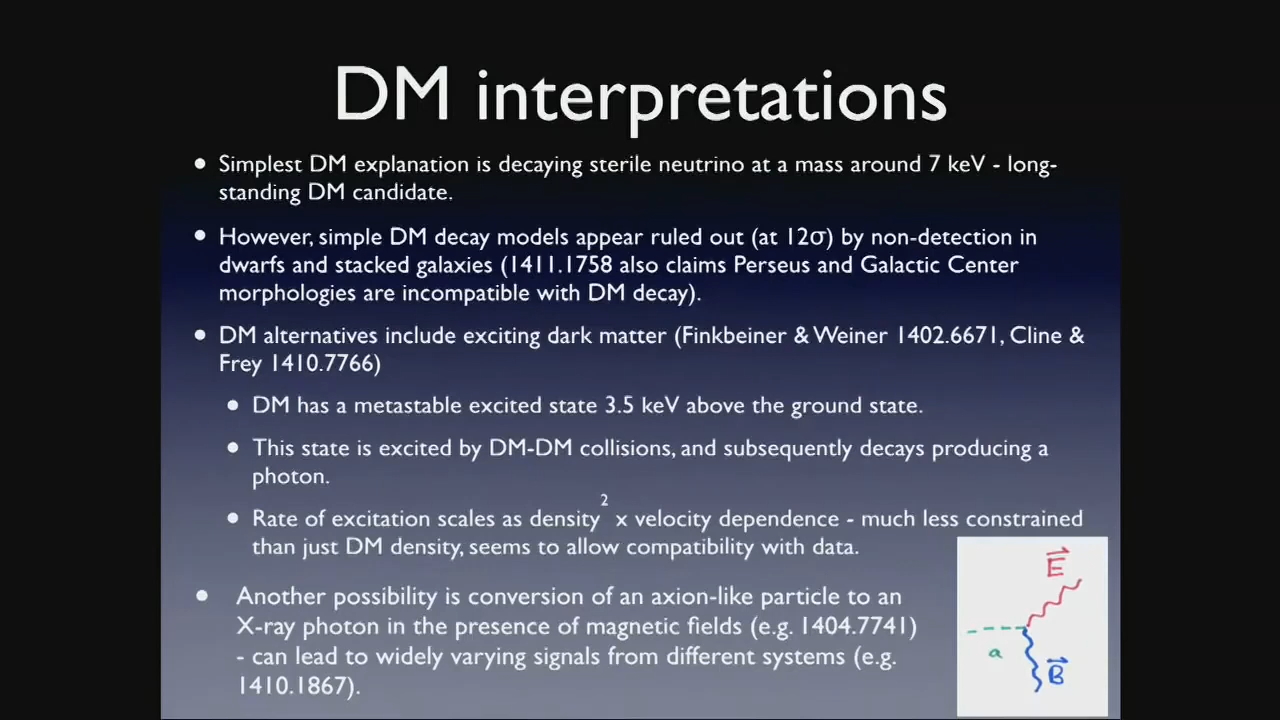 DM interpretations
• Simplest DM explanation is decaying sterile neutrino at a mass around 7 keV - long-
standing DM candidate.
• However, simple DM decay models appear ruled out (at 12σ) by non-detection in
dwarfs and stacked galaxies (1411.1758 also claims Perseus and Galactic Center
morphologies are incompatible with DM decay).
• DM alternatives include exciting dark matter (Finkbeiner & Weiner 1402.6671, Cline &
Frey 1410.7766)
• DM has a metastable excited state 3.5 keV above the ground state.
• This state is excited by DM-DM collisions, and subsequently decays producing a
photon.
• Rate of excitation scales as density² x velocity dependence - much less constrained
than just DM density, seems to allow compatibility with data.
• Another possibility is conversion of an axion-like particle to an
X-ray photon in the presence of magnetic fields (e.g. 1404.7741)
- can lead to widely varying signals from different systems (e.g.
1410.1867).
E⃗
a
B⃗